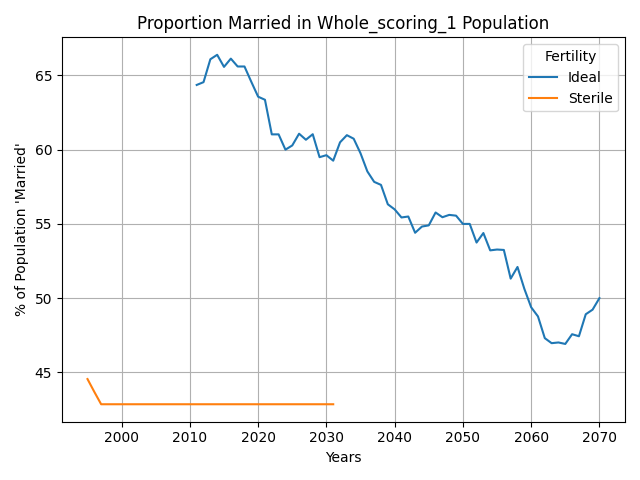 Proportion Married in Whole_scoring_1 Population
% of Population 'Married'
65
60
55
50
45
Fertility
Ideal
Sterile
2000 2010 2020 2030 2040 2050 2060 2070
Years